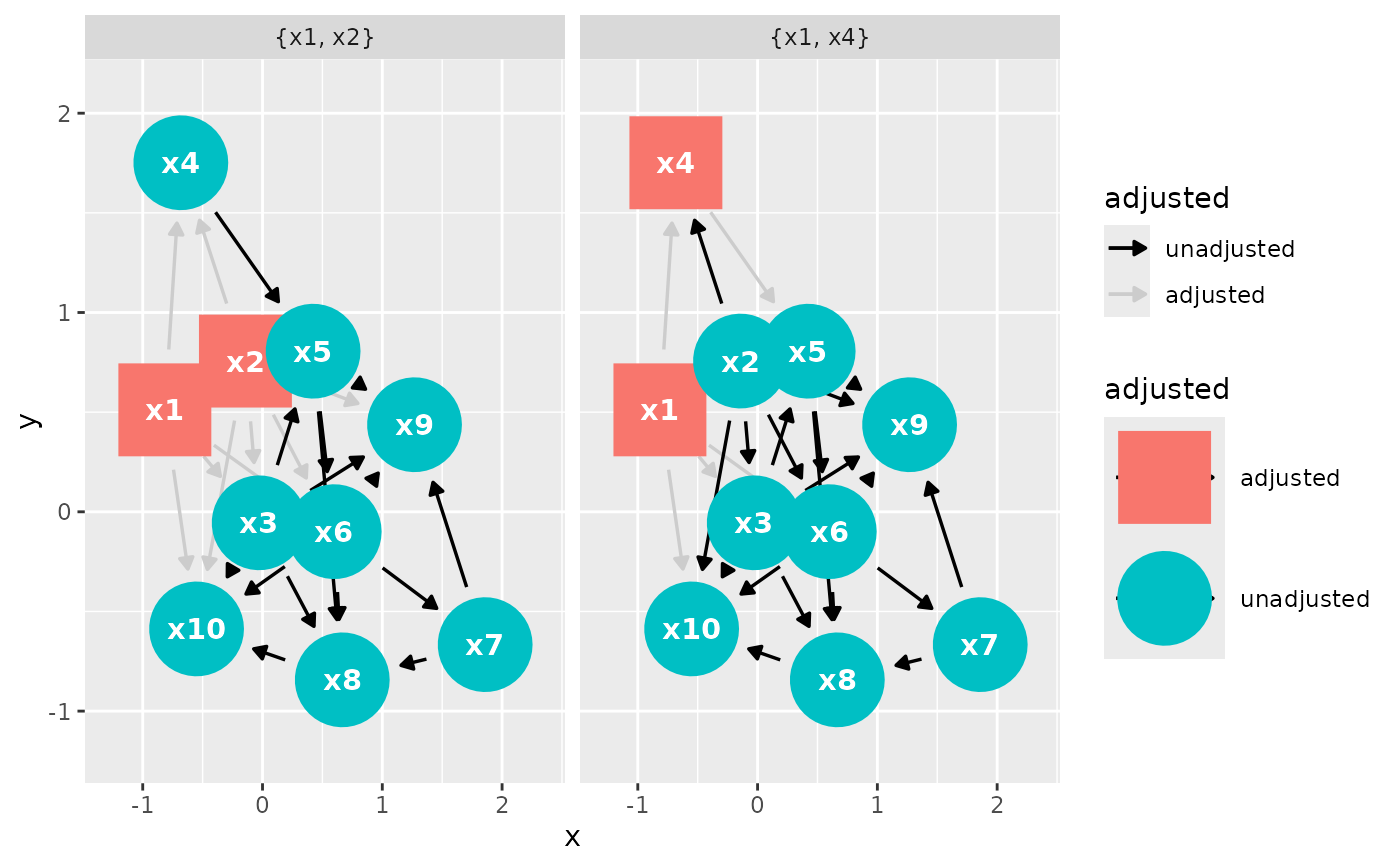 {x1, x2}
{x1, x4}
2
1
0
-1
y
x4
x2
x5
x1
x9
x3
x6
x10
x7
x8
x4
x2
x5
x1
x9
x3
x6
x10
x7
x8
-1 0 1 2
-1 0 1 2
x
adjusted
unadjusted
adjusted
adjusted
adjusted
unadjusted